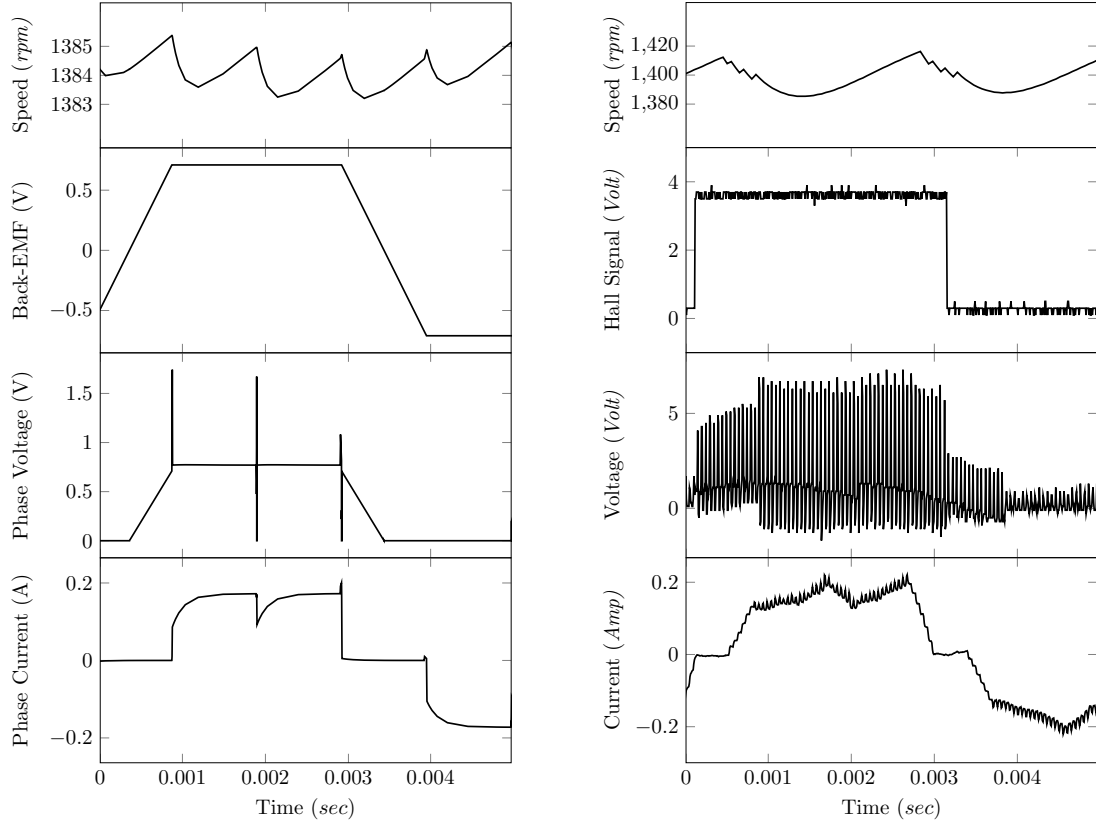 Speed (rpm)
1385
1384
1383
Back-EMF (V)
0.5
0
−0.5
Phase Voltage (V)
1.5
1
0.5
0
Phase Current (A)
0.2
0
−0.2
0 0.001 0.002 0.003 0.004
Time (sec)
Speed (rpm)
1,420
1,400
1,380
Hall Signal (Volt)
4
2
0
Voltage (Volt)
5
0
Current (Amp)
0.2
0
−0.2
0 0.001 0.002 0.003 0.004
Time (sec)